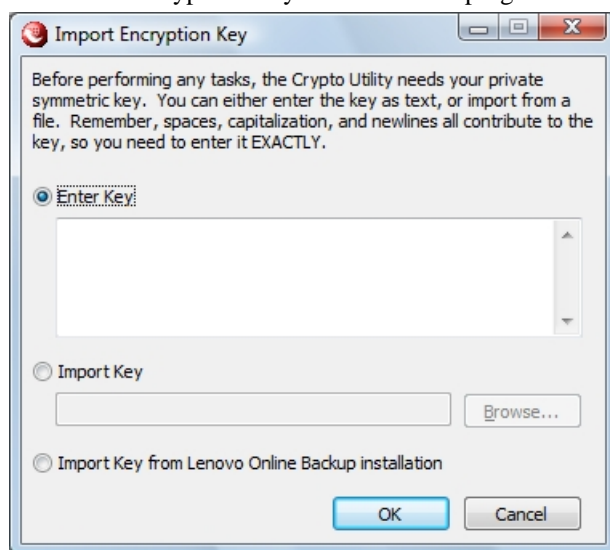 Import Encryption Key
Before performing any tasks, the Crypto Utility needs your private
symmetric key. You can either enter the key as text, or import from a
file. Remember, spaces, capitalization, and newlines all contribute to the
key, so you need to enter it EXACTLY.
Enter Key
Import Key
Browse...
Import Key from Lenovo Online Backup installation
OK
Cancel